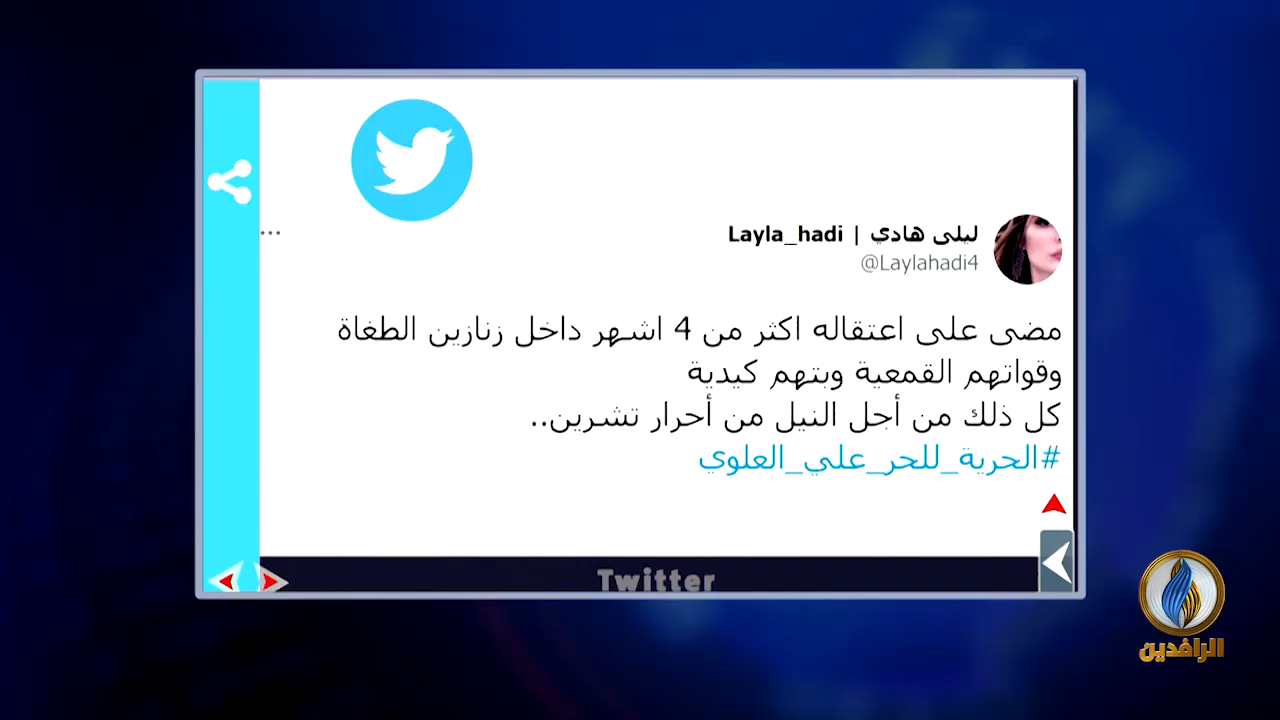 ليلى هادي | Layla_hadi
@Laylahadi4
مضى على اعتقاله اكثر من 4 اشهر داخل زنازين الطغاة
وقواتهم القمعية وبتهم كيدية
كل ذلك من أجل النيل من أحرار تشرين..
#الحرية_للحر_علي_العلوي
Twitter
الرافدين